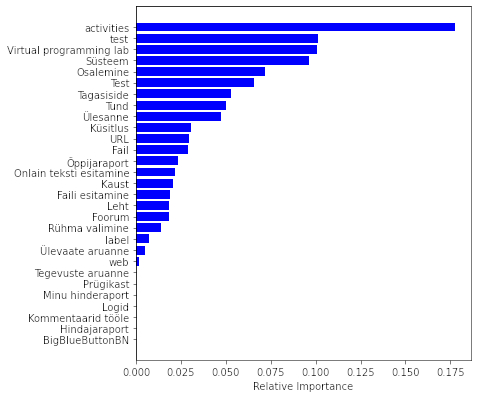 activities
test
Virtual programming lab
Süsteem
Osalemine
Test
Tagasiside
Tund
Ülesanne
Küsitlus
URL
Fail
Õppijaraport
Onlain teksti esitamine
Kaust
Faili esitamine
Leht
Foorum
Rühma valimine
label
Ülevaate aruanne
web
Tegevuste aruanne
Prügikast
Minu hinderaport
Logid
Kommentaarid tööle
Hindajaraport
BigBlueButtonBN
0.000 0.025 0.050 0.075 0.100 0.125 0.150 0.175
Relative Importance